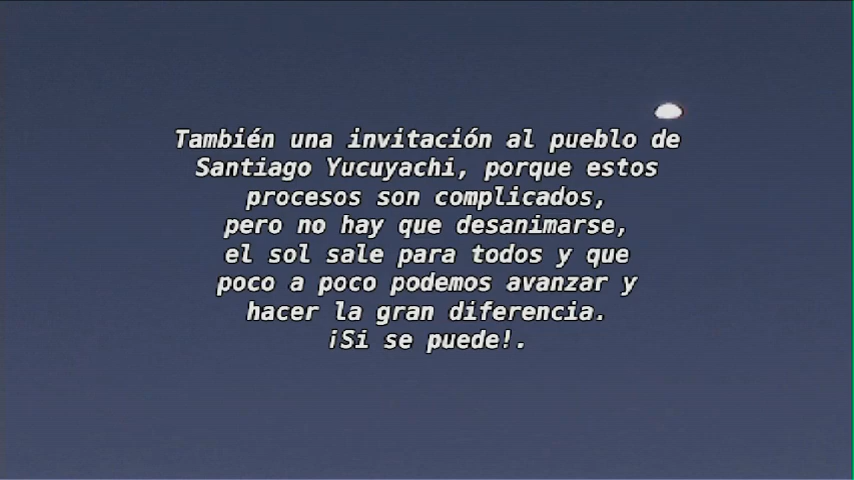 También una invitación al pueblo de
Santiago Yucuyachi, porque estos
procesos son complicados,
pero no hay que desanimarse,
el sol sale para todos y que
poco a poco podemos avanzar y
hacer la gran diferencia.
¡Si se puede!.